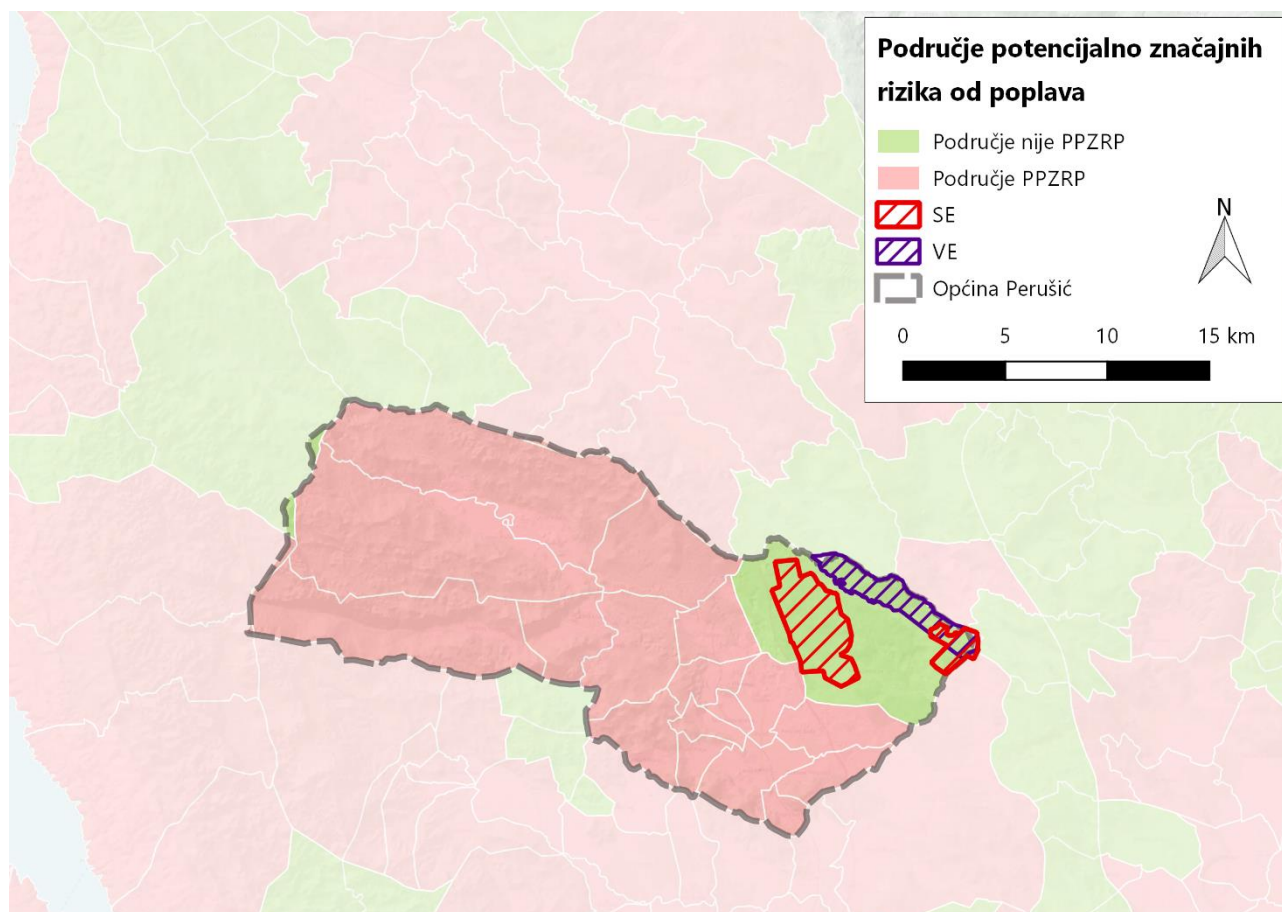 Područje potencijalno značajnih
rizika od poplava
Područje nije PPZRP
Područje PPZRP
SE
VE
Općina Perušić
N
0 5 10 15 km